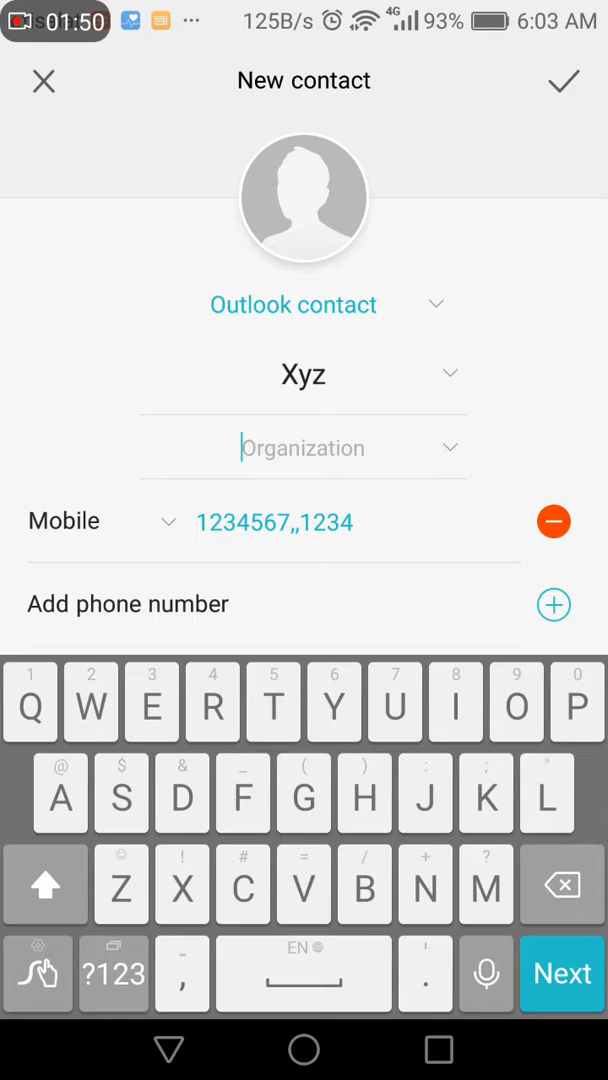 01:50 ... 125B/s 4G 93% 6:03 AM
New contact
Outlook contact
Xyz
Organization
Mobile 1234567,,1234
Add phone number
1 2 3 4 5 6 7 8 9 0
Q W E R T Y U I O P
@ $ & _ ( ) : ; "
A S D F G H J K L
! # = / + ?
Z X C V B N M
- EN '
?123 , . Next